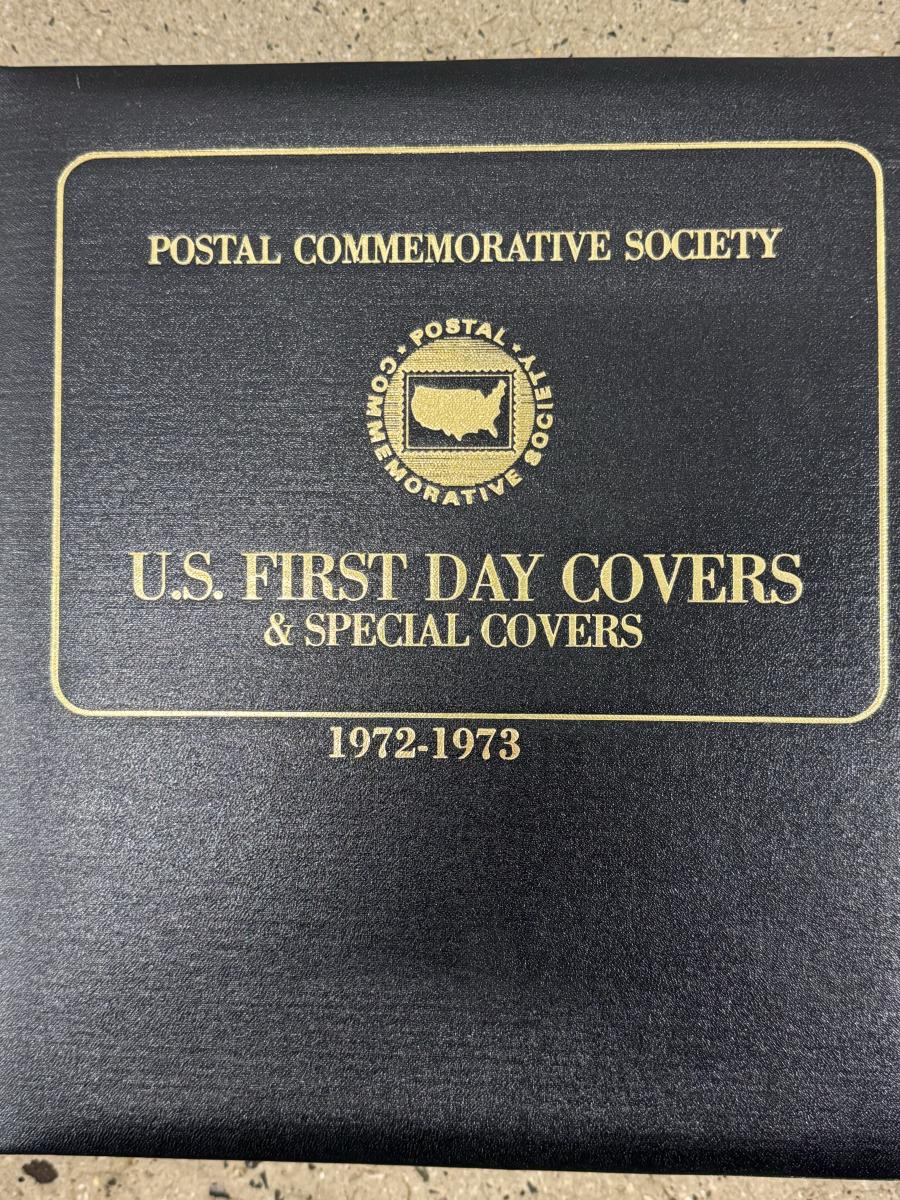 POSTAL COMMEMORATIVE SOCIETY
POSTAL
COMMEMORATIVE SOCIETY
U.S. FIRST DAY COVERS
& SPECIAL COVERS
1972-1973